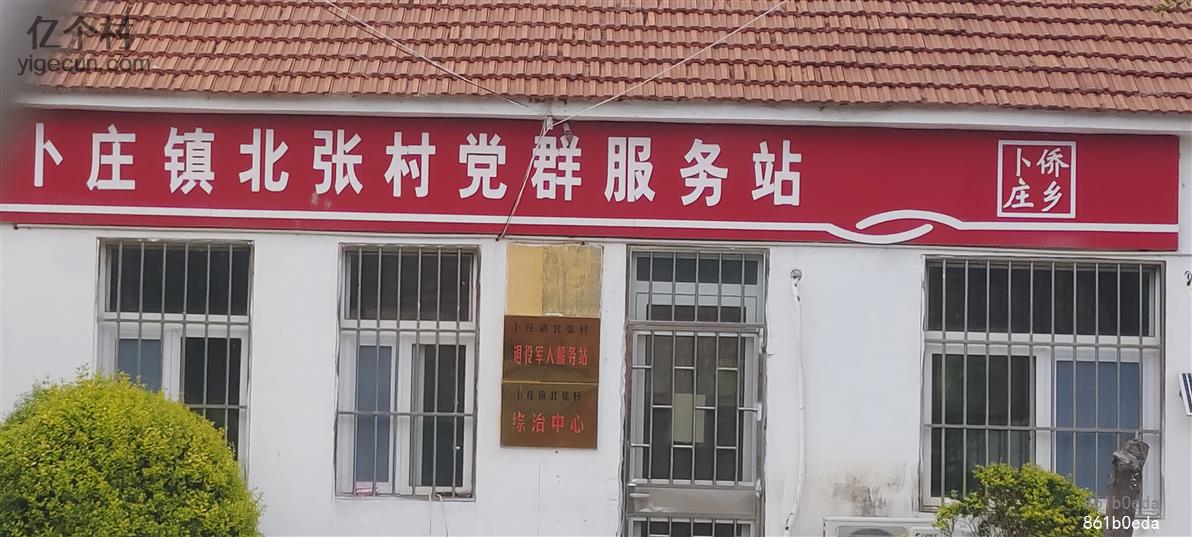 亿个村
yigecun.com
卜庄镇北张村党群服务站
侨乡
卜庄
卜庄镇北张村
退役军人服务站
卜庄镇北张村
综治中心
861b0eda
861b0eda